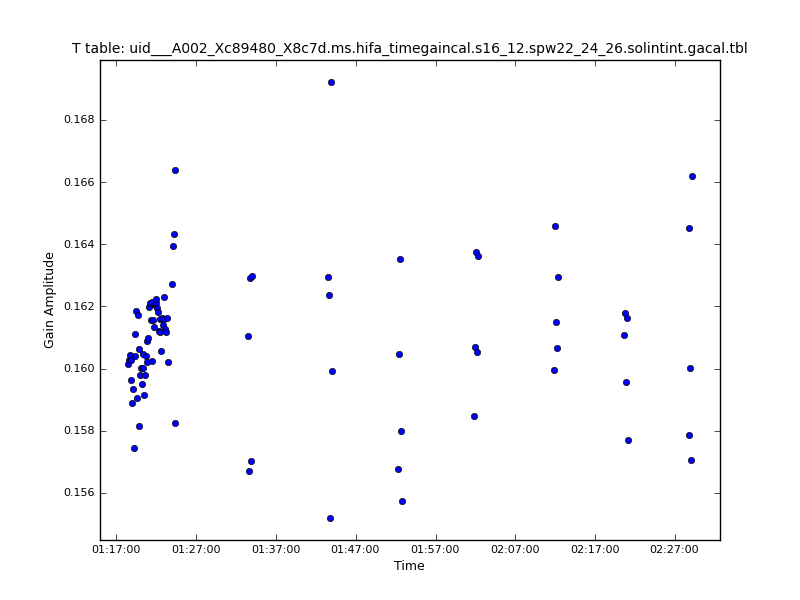 T table: uid___A002_Xc89480_X8c7d.ms.hifa_timegaincal.s16_12.spw22_24_26.solintint.gacal.tbl
Gain Amplitude
0.168
0.166
0.164
0.162
0.160
0.158
0.156
01:17:00 01:27:00 01:37:00 01:47:00 01:57:00 02:07:00 02:17:00 02:27:00
Time